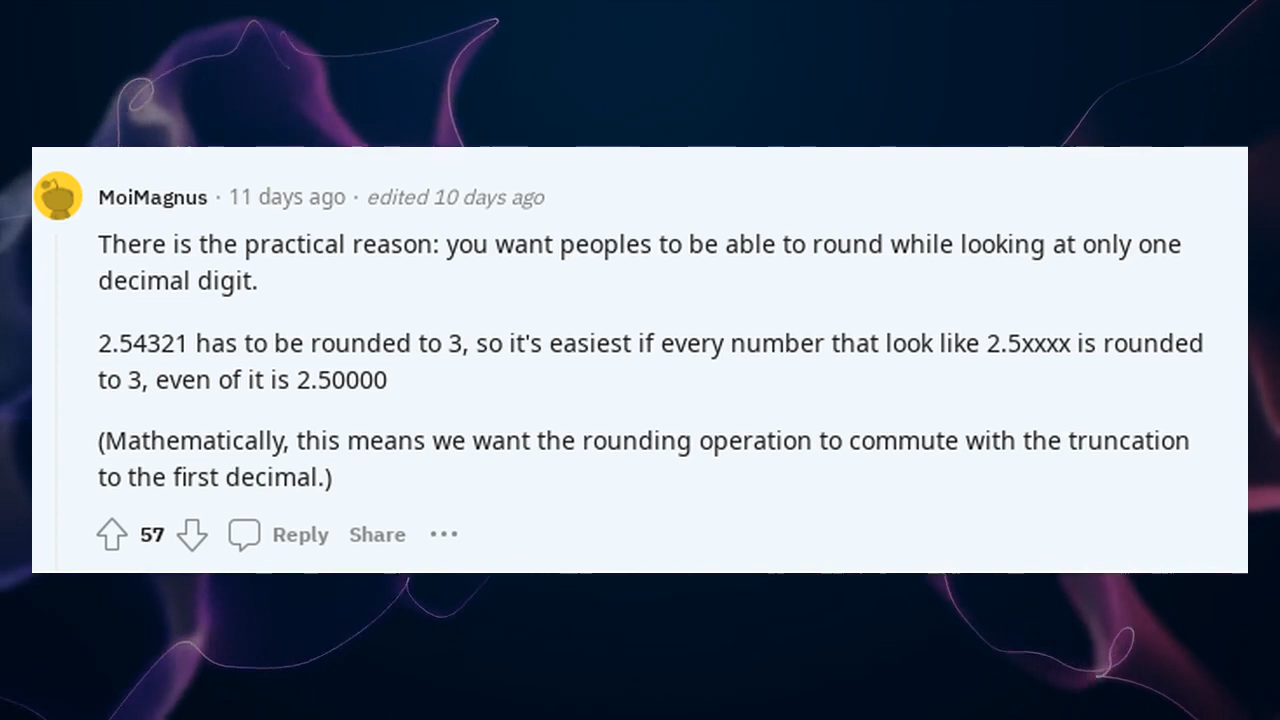 MoiMagnus · 11 days ago · edited 10 days ago
There is the practical reason: you want peoples to be able to round while looking at only one
decimal digit.
2.54321 has to be rounded to 3, so it's easiest if every number that look like 2.5xxxx is rounded
to 3, even of it is 2.50000
(Mathematically, this means we want the rounding operation to commute with the truncation
to the first decimal.)
57 Reply Share ···